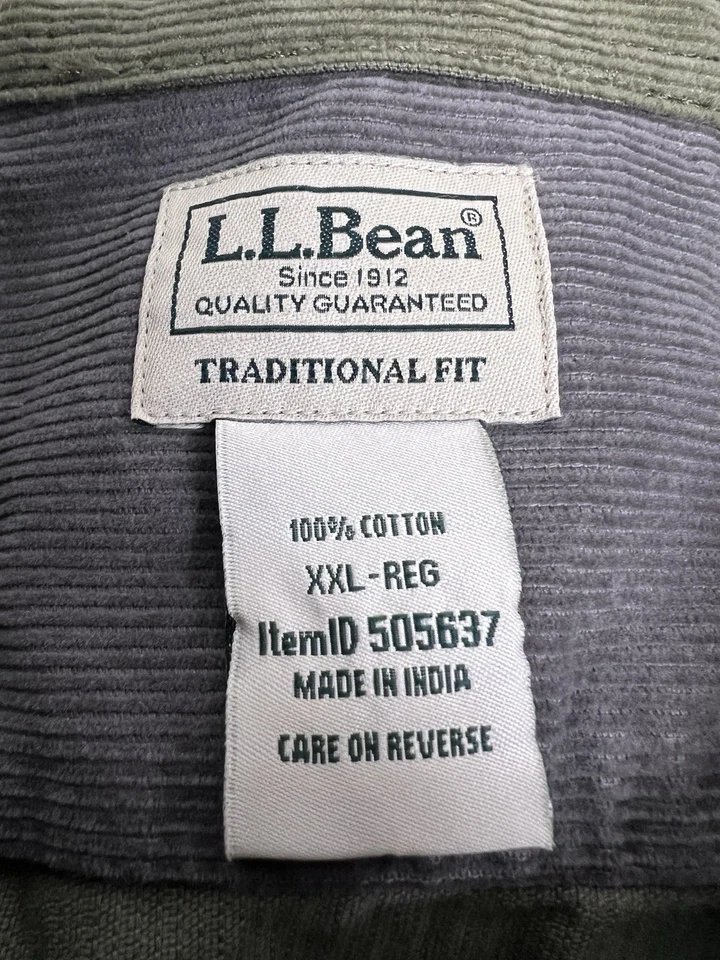 L.L.Bean®
Since 1912
QUALITY GUARANTEED
TRADITIONAL FIT
100% COTTON
XXL-REG
ItemID 505637
MADE IN INDIA
CARE ON REVERSE